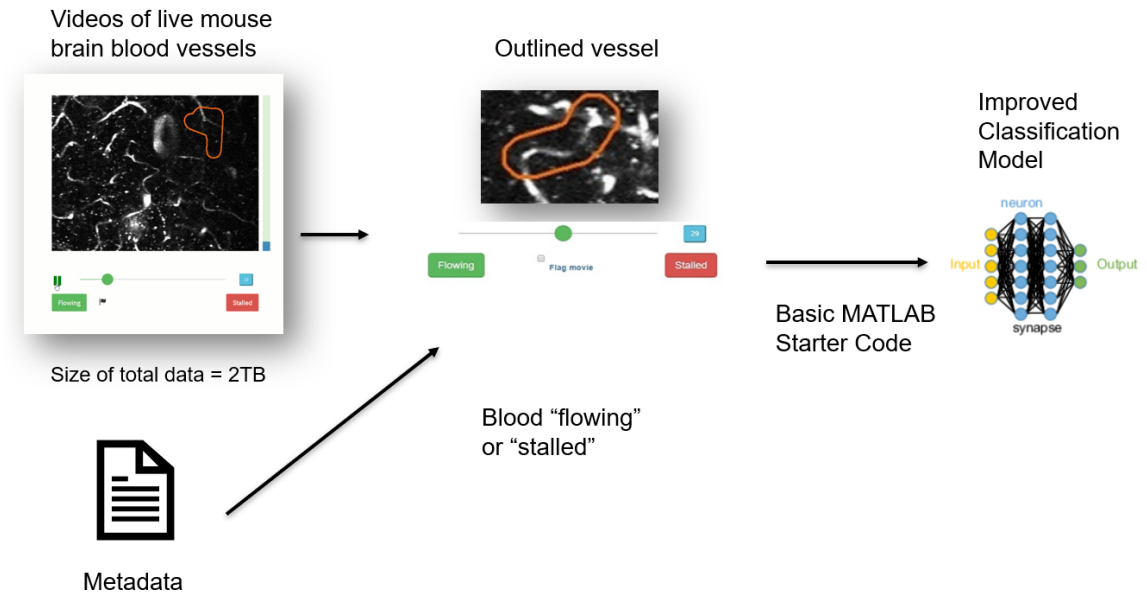 Videos of live mouse
brain blood vessels
Flowing
Stalled
Size of total data = 2TB
Metadata
Outlined vessel
29
Flowing
Flag movie
Stalled
Blood “flowing”
or “stalled”
Basic MATLAB
Starter Code
Improved
Classification
Model
neuron
Input
Output
synapse